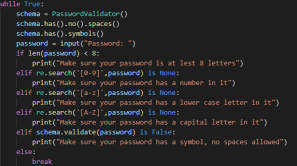 while True:
schema = PasswordValidator()
schema.has().no().spaces()
schema.has().symbols()
password = input("Password: ")
if len(password) < 8:
print("Make sure your password is at lest 8 letters")
elif re.search('[0-9]',password) is None:
print("Make sure your password has a number in it")
elif re.search('[a-z]',password) is None:
print("Make sure your password has a lower case letter in it")
elif re.search('[A-Z]',password) is None:
print("Make sure your password has a capital letter in it")
elif schema.validate(password) is False:
print("Make sure your password has a symbol, no spaces allowed")
else:
break